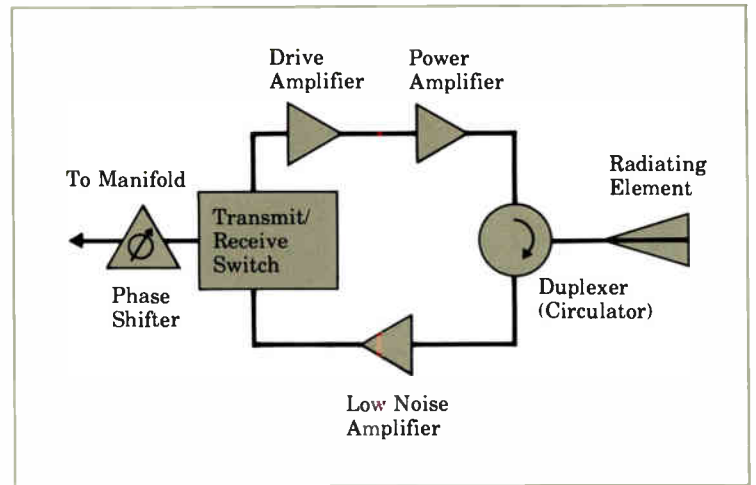 Drive
Amplifier
Power
Amplifier
Radiating
Element
To Manifold
Transmit/
Receive
Switch
Phase
Shifter
Duplexer
(Circulator)
Low Noise
Amplifier